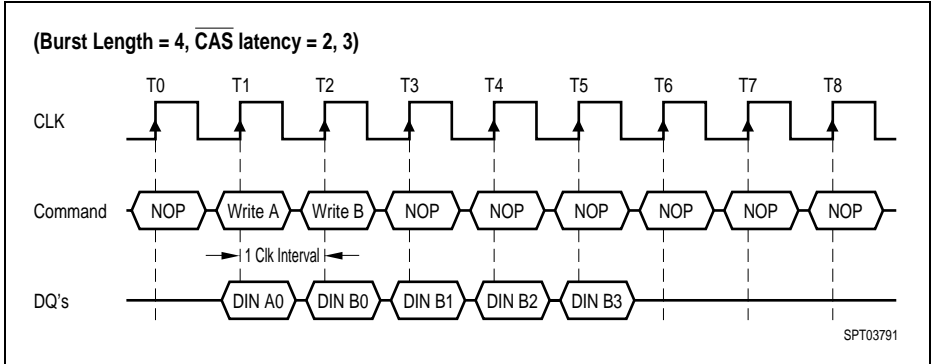 (Burst Length = 4, CAS latency = 2, 3)
T0 T1 T2 T3 T4 T5 T6 T7 T8
CLK
Command NOP Write A Write B NOP NOP NOP NOP NOP NOP
1 Clk Interval
DQ's DIN A0 DIN B0 DIN B1 DIN B2 DIN B3
SPT03791